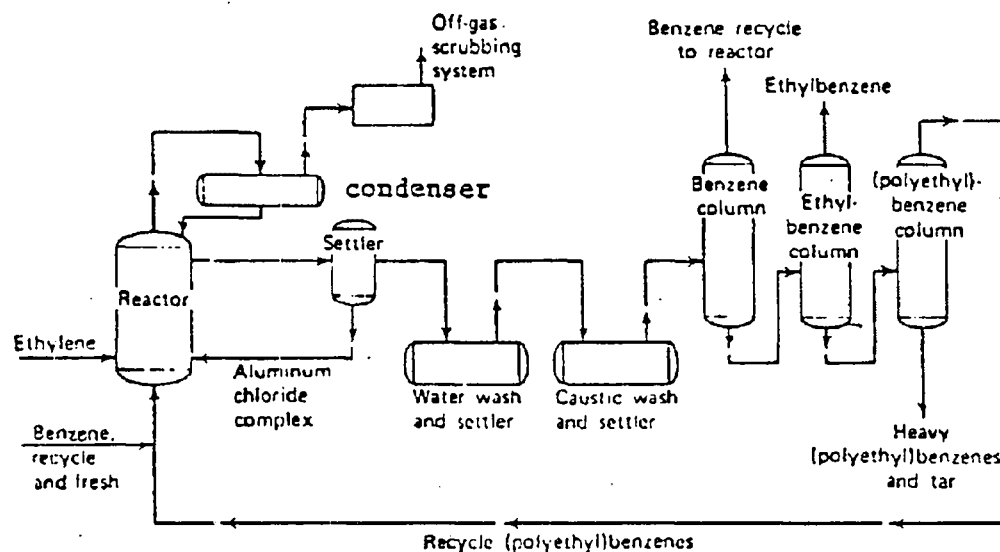 Off-gas
scrubbing
system
Benzene recycle
to reactor
Ethylbenzene
condenser
Benzene
column
Ethyl-
benzene
column
(polyethyl)-
benzene
column
Settler
Reactor
Ethylene
Aluminum
chloride
complex
Water wash
and settler
Caustic wash
and settler
Benzene,
recycle
and fresh
Heavy
(polyethyl)benzenes
and tar
Recycle (polyethyl)benzenes